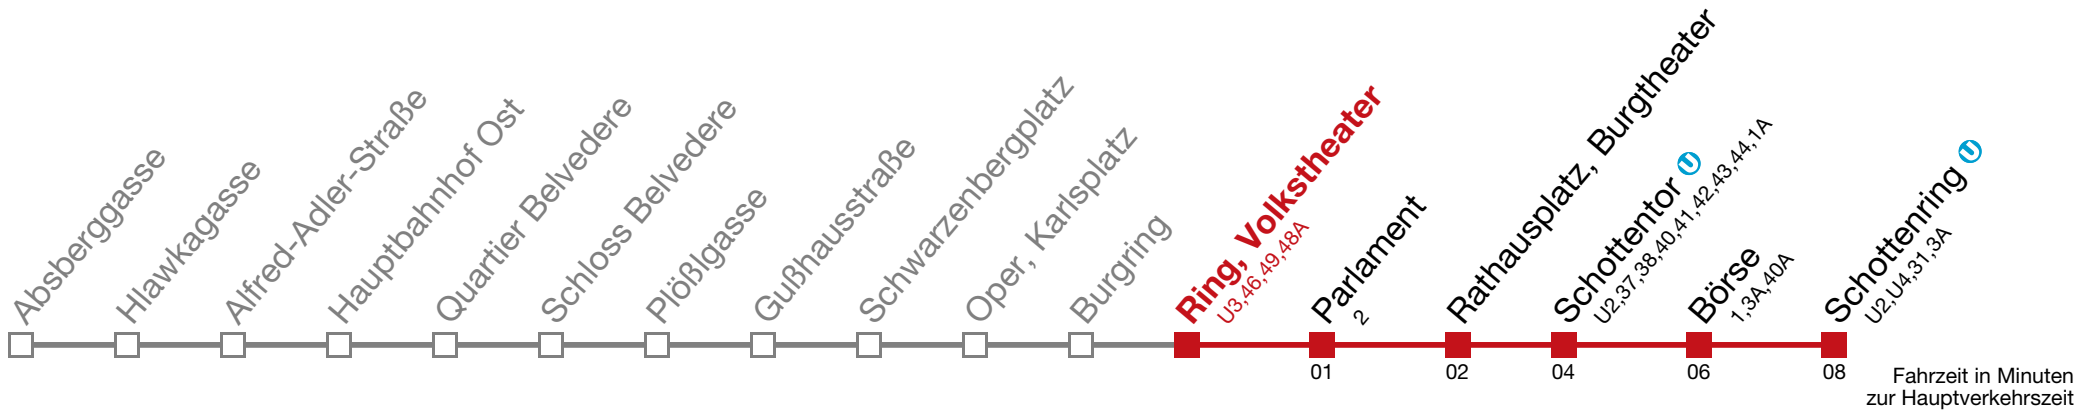 Absberggasse
Hlawkagasse
Alfred-Adler-Straße
Hauptbahnhof Ost
Quartier Belvedere
Schloss Belvedere
Plößlgasse
Gußhausstraße
Schwarzenbergplatz
Oper, Karlsplatz
Burgring
Ring, Volkstheater
U3,46,49,48A
Parlament
2
Rathausplatz, Burgtheater
Schottentor U
U2,37,38,40,41,42,43,44,1A
Börse
1,3A,40A
Schottenring U
U2,U4,31,3A
01
02
04
06
08
Fahrzeit in Minuten
zur Hauptverkehrszeit